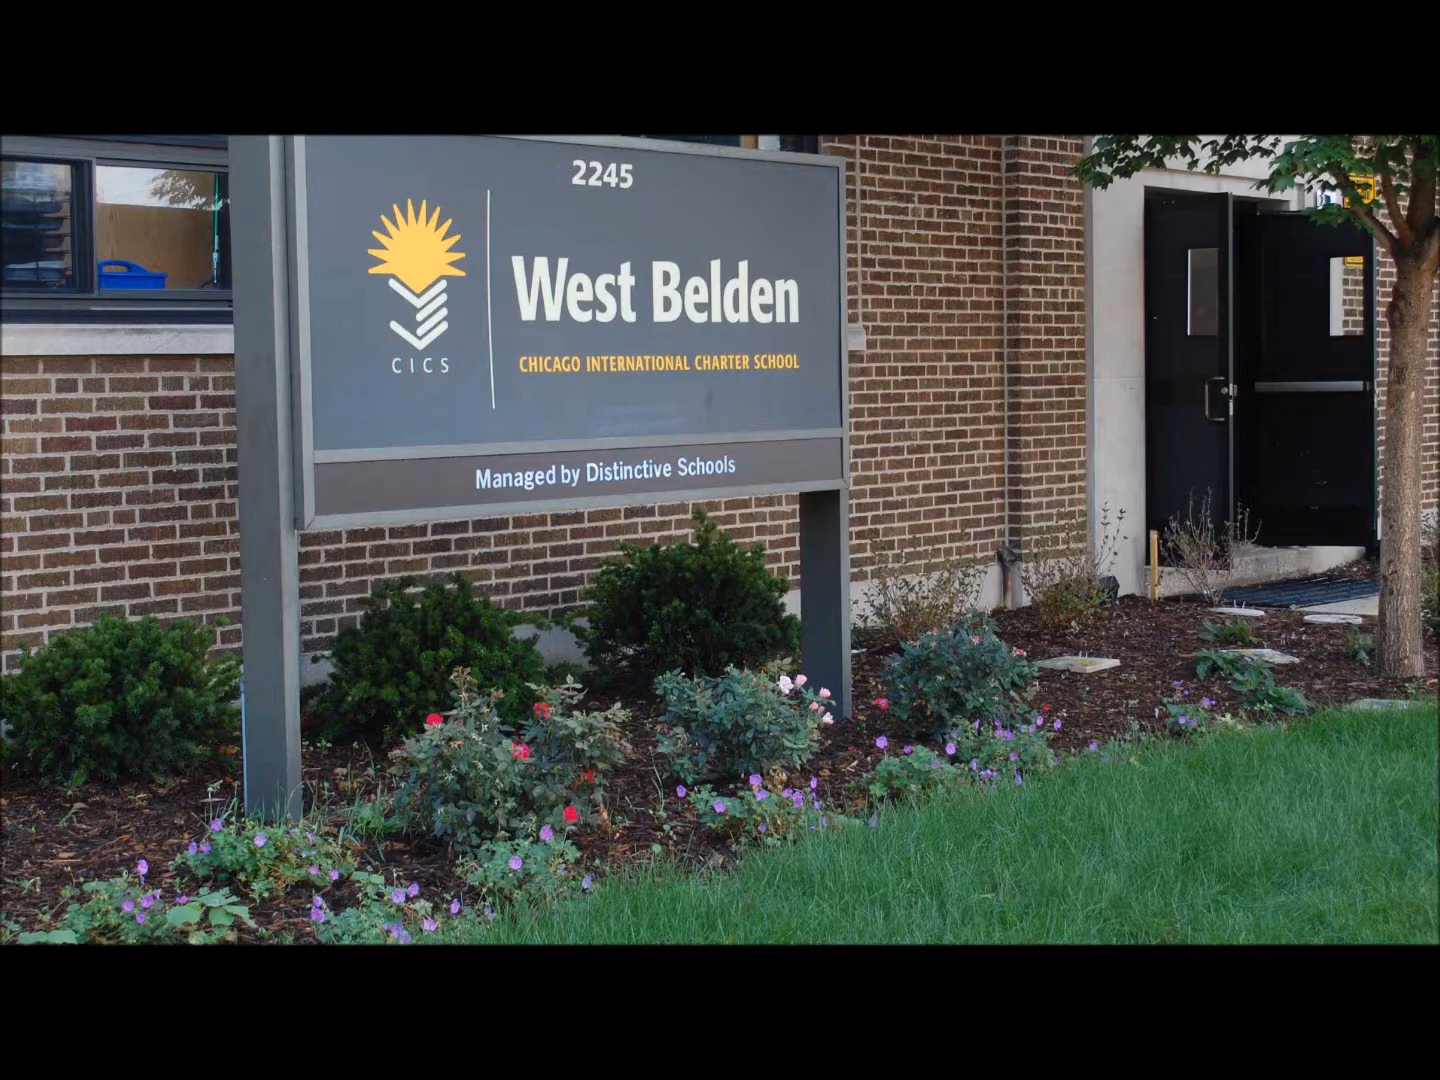 2245
West Belden
CICS
CHICAGO INTERNATIONAL CHARTER SCHOOL
Managed by Distinctive Schools